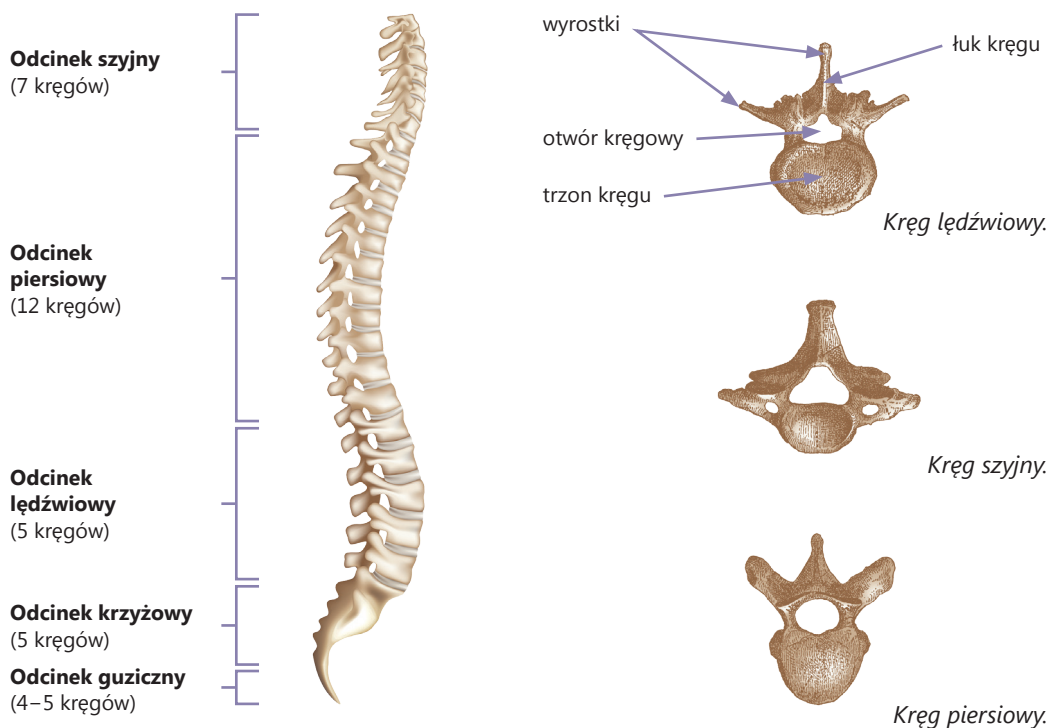 Odcinek szyjny
(7 kręgów)
Odcinek
piersiowy
(12 kręgów)
Odcinek
lędźwiowy
(5 kręgów)
Odcinek krzyżowy
(5 kręgów)
Odcinek guziczny
(4–5 kręgów)
wyrostki
łuk kręgu
otwór kręgowy
trzon kręgu
Kręg lędźwiowy.
Kręg szyjny.
Kręg piersiowy.